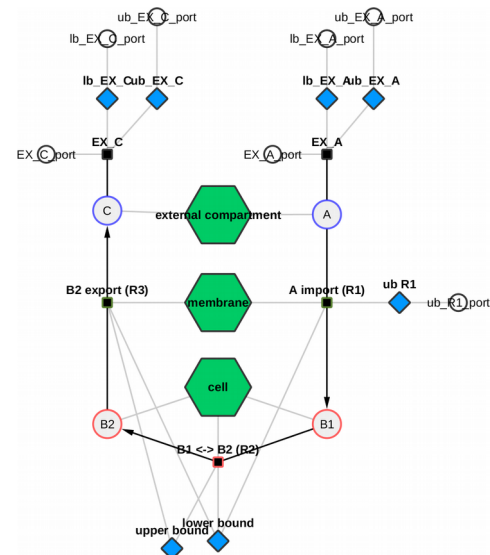 ub_EX_C_port
ub_EX_A_port
lb_EX_C_port
lb_EX_A_port
lb_EX_C
ub_EX_C
lb_EX_A
ub_EX_A
EX_C
EX_A
EX_C_port
EX_A_port
C
external compartment
A
B2 export (R3)
membrane
A import (R1)
ub R1
ub_R1_port
cell
B2
B1
B1 <-> B2 (R2)
upper bound
lower bound